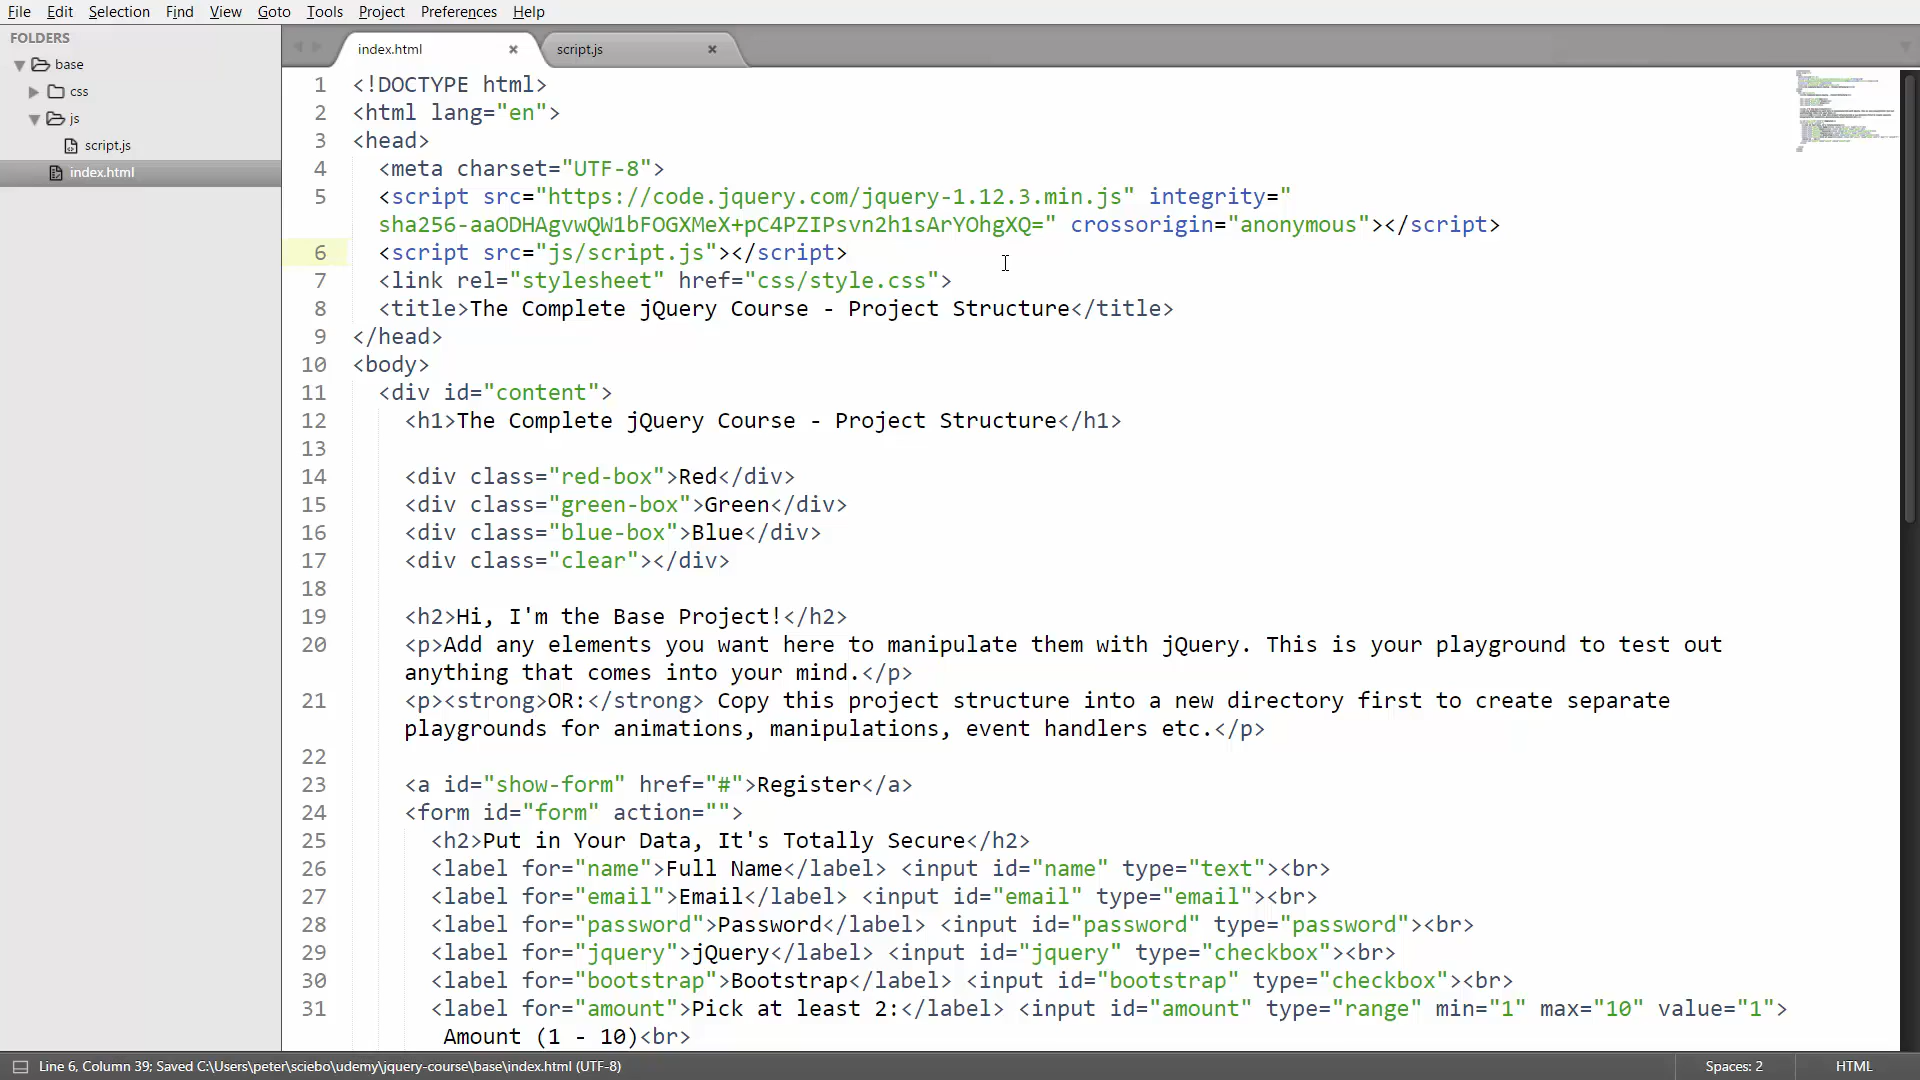 File Edit Selection Find View Goto Tools Project Preferences Help
FOLDERS
base
css
js
script.js
index.html
index.html × script.js ×
1 <!DOCTYPE html>
2 <html lang="en">
3 <head>
4 <meta charset="UTF-8">
5 <script src="https://code.jquery.com/jquery-1.12.3.min.js" integrity="
sha256-aaODHAgvwQW1bFOGXMeX+pC4PZIPsvn2h1sArYOhgXQ=" crossorigin="anonymous"></script>
6 <script src="js/script.js"></script>
7 <link rel="stylesheet" href="css/style.css">
8 <title>The Complete jQuery Course - Project Structure</title>
9 </head>
10 <body>
11 <div id="content">
12 <h1>The Complete jQuery Course - Project Structure</h1>
13
14 <div class="red-box">Red</div>
15 <div class="green-box">Green</div>
16 <div class="blue-box">Blue</div>
17 <div class="clear"></div>
18
19 <h2>Hi, I'm the Base Project!</h2>
20 <p>Add any elements you want here to manipulate them with jQuery. This is your playground to test out
anything that comes into your mind.</p>
21 <p><strong>OR:</strong> Copy this project structure into a new directory first to create separate
playgrounds for animations, manipulations, event handlers etc.</p>
22
23 <a id="show-form" href="#">Register</a>
24 <form id="form" action="">
25 <h2>Put in Your Data, It's Totally Secure</h2>
26 <label for="name">Full Name</label> <input id="name" type="text"><br>
27 <label for="email">Email</label> <input id="email" type="email"><br>
28 <label for="password">Password</label> <input id="password" type="password"><br>
29 <label for="jquery">jQuery</label> <input id="jquery" type="checkbox"><br>
30 <label for="bootstrap">Bootstrap</label> <input id="bootstrap" type="checkbox"><br>
31 <label for="amount">Pick at least 2:</label> <input id="amount" type="range" min="1" max="10" value="1">
Amount (1 - 10)<br>
Line 6, Column 39; Saved C:\Users\peter\sciebo\udemy\jquery-course\base\index.html (UTF-8) Spaces: 2 HTML